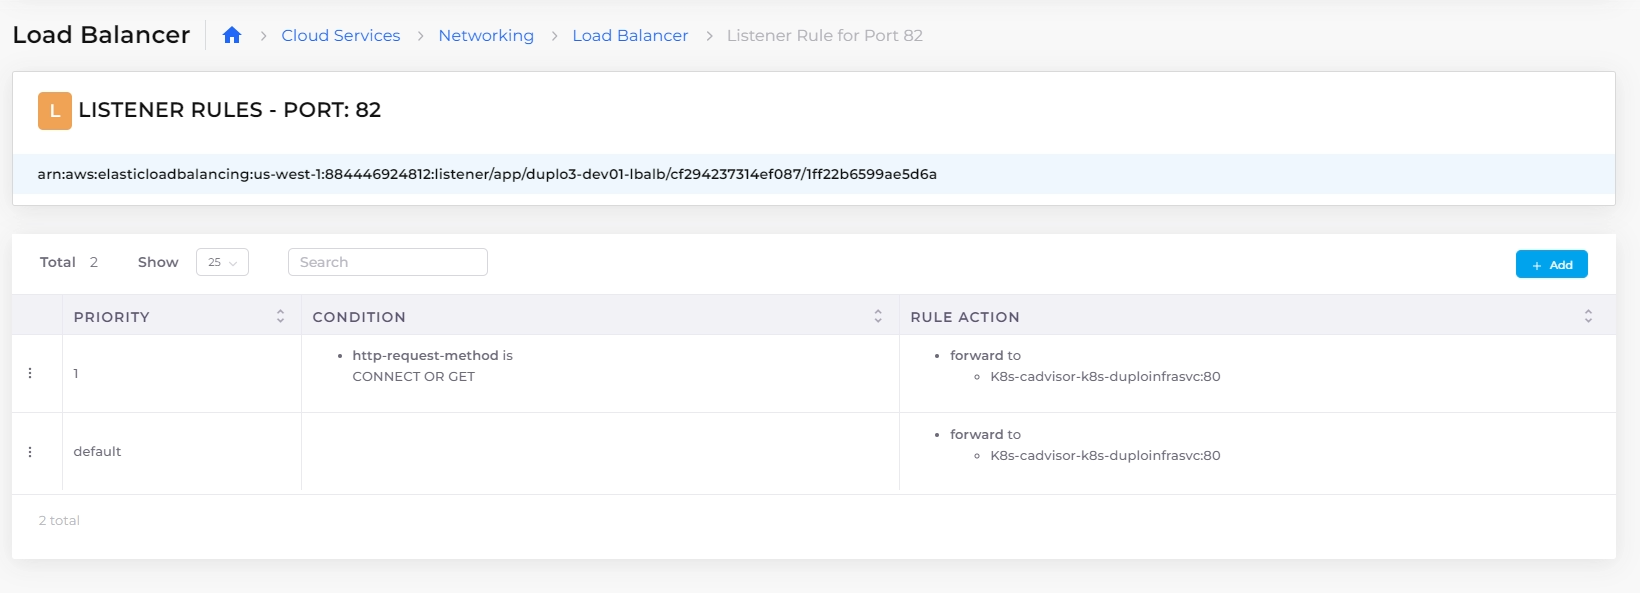 Load Balancer
Cloud Services > Networking > Load Balancer > Listener Rule for Port 82
L
LISTENER RULES - PORT: 82
arn:aws:elasticloadbalancing:us-west-1:884446924812:listener/app/duplo3-dev01-lbalb/cf294237314ef087/1ff22b6599ae5d6a
Total 2 Show 25 Search + Add
PRIORITY CONDITION RULE ACTION
1
• http-request-method is
CONNECT OR GET
• forward to
◦ K8s-cadvisor-k8s-duploinfrasvc:80
default
• forward to
◦ K8s-cadvisor-k8s-duploinfrasvc:80
2 total